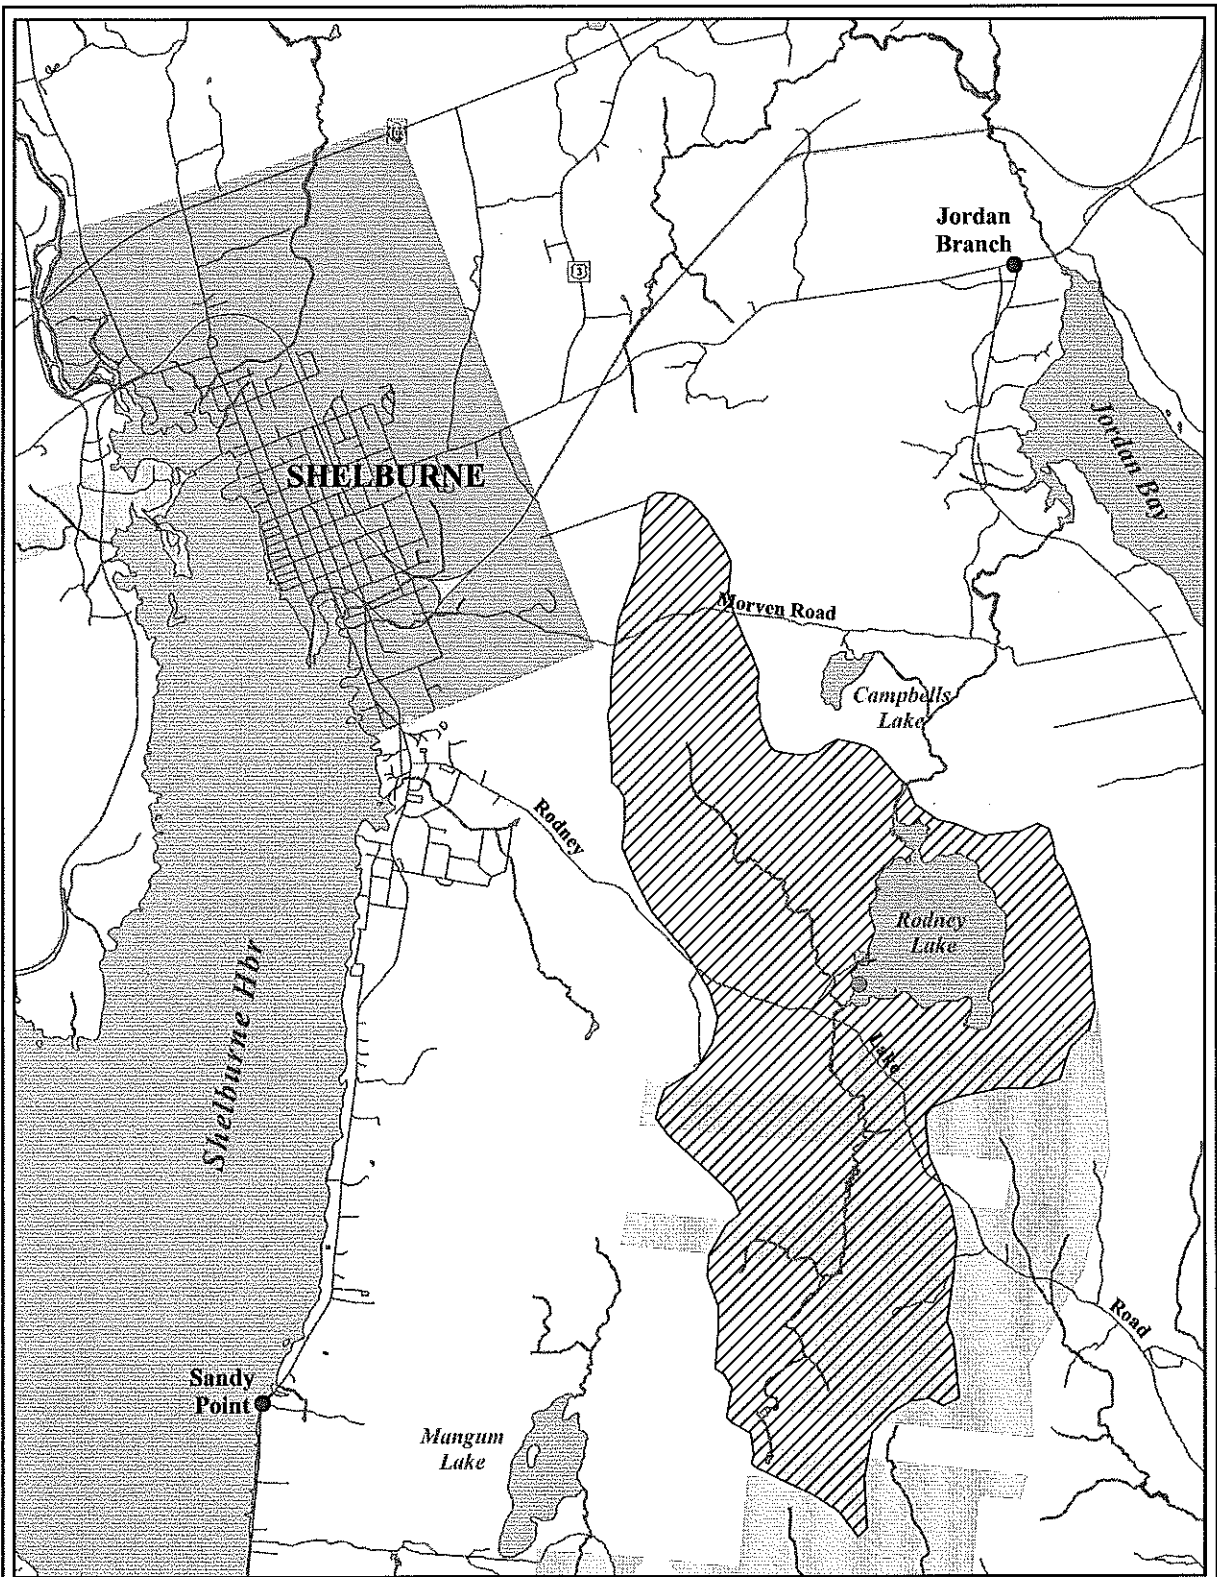 Jordan
Branch
3
Jordan Bay
SHELBURNE
Morven Road
Campbells
Lake
Rodney
Rodney
Lake
Lake
Shelburne Hbr
Road
Sandy
Point
Mangum
Lake